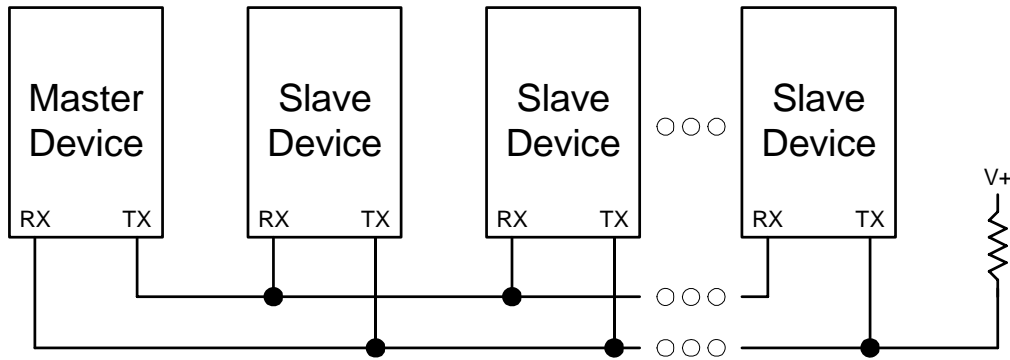 Master
Device
Slave
Device
Slave
Device
Slave
Device
V+
RX TX
RX TX
RX TX
RX TX